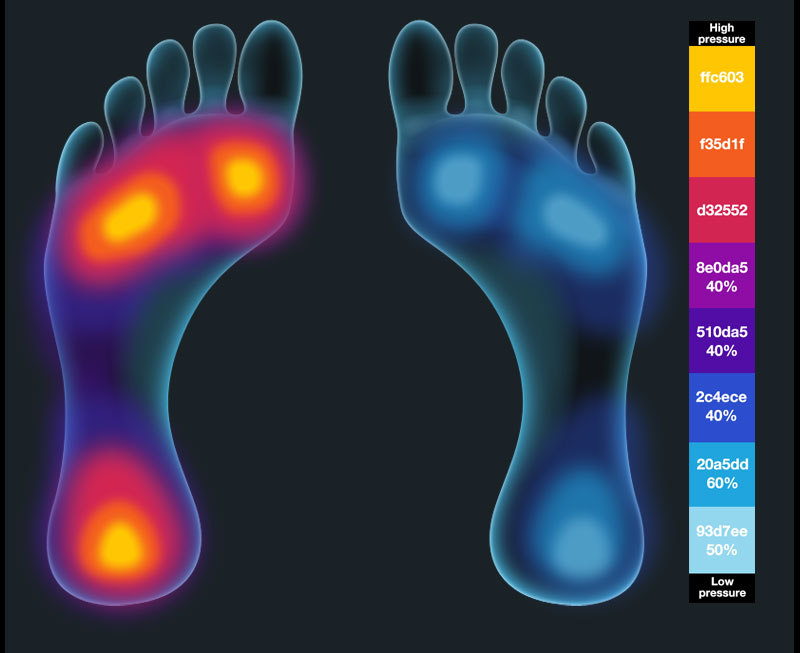 High
pressure
ffc603
f35d1f
d32552
8e0da5
40%
510da5
40%
2c4ece
40%
20a5dd
60%
93d7ee
50%
Low
pressure